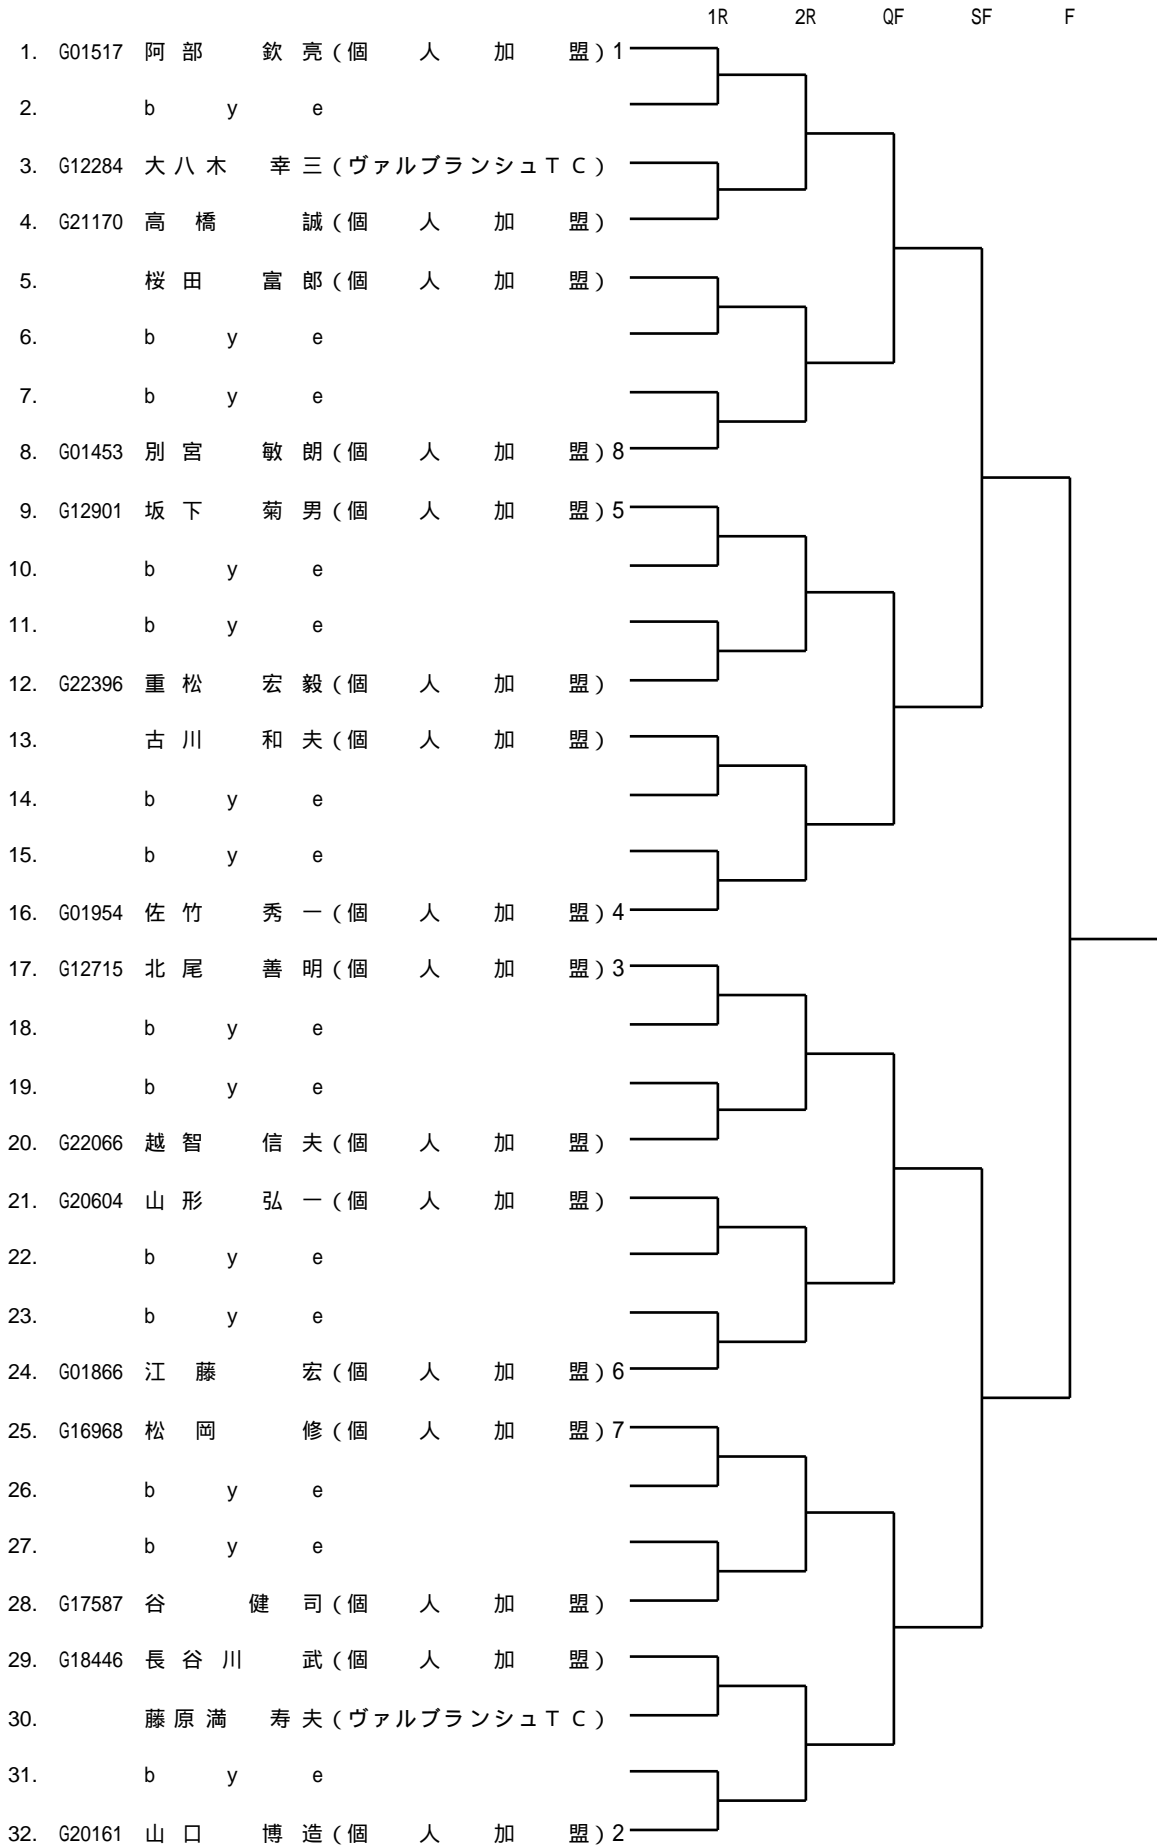 1R 2R QF SF F
1. G01517 阿部 欽亮(個人加盟)1
2. bye
3. G12284 大八木 幸三(ヴァルブランシュTC)
4. G21170 高橋 誠(個人加盟)
5. 桜田 富郎(個人加盟)
6. bye
7. bye
8. G01453 別宮 敏朗(個人加盟)8
9. G12901 坂下 菊男(個人加盟)5
10. bye
11. bye
12. G22396 重松 宏毅(個人加盟)
13. 古川 和夫(個人加盟)
14. bye
15. bye
16. G01954 佐竹 秀一(個人加盟)4
17. G12715 北尾 善明(個人加盟)3
18. bye
19. bye
20. G22066 越智 信夫(個人加盟)
21. G20604 山形 弘一(個人加盟)
22. bye
23. bye
24. G01866 江藤 宏(個人加盟)6
25. G16968 松岡 修(個人加盟)7
26. bye
27. bye
28. G17587 谷 健司(個人加盟)
29. G18446 長谷川 武(個人加盟)
30. 藤原満 寿夫(ヴァルブランシュTC)
31. bye
32. G20161 山口 博造(個人加盟)2